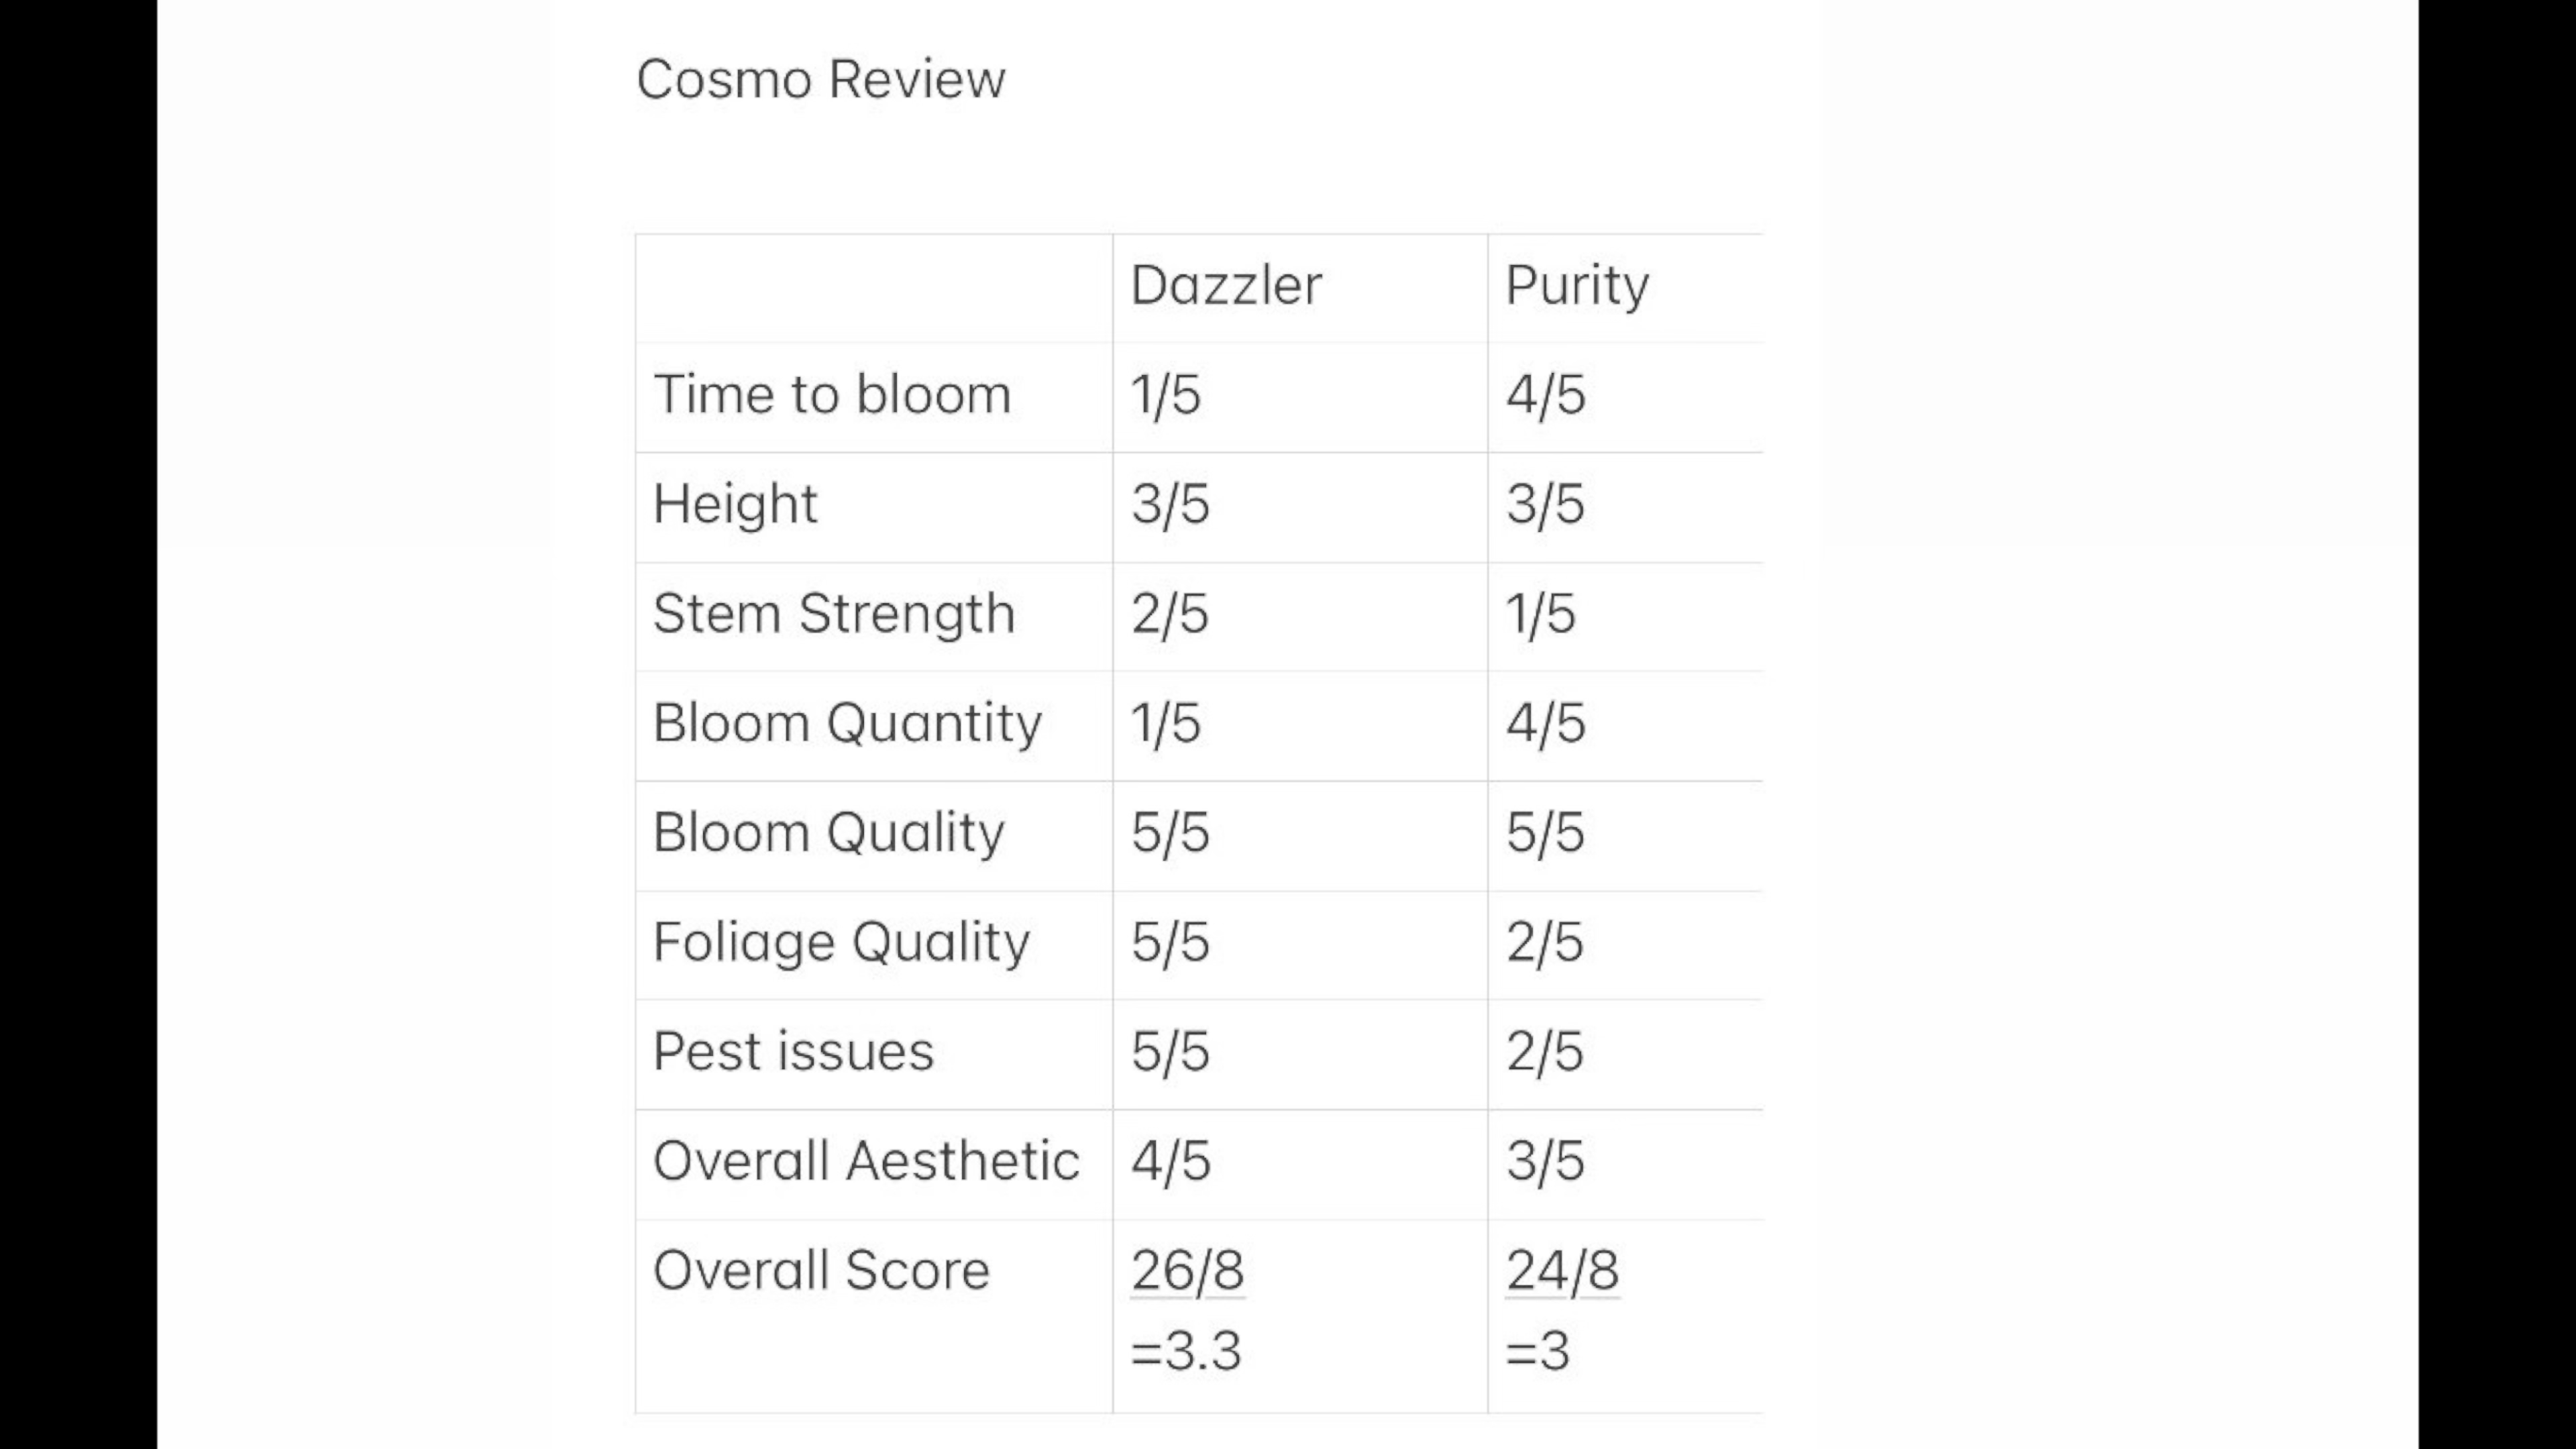 Cosmo Review
Dazzler Purity
Time to bloom 1/5 4/5
Height 3/5 3/5
Stem Strength 2/5 1/5
Bloom Quantity 1/5 4/5
Bloom Quality 5/5 5/5
Foliage Quality 5/5 2/5
Pest issues 5/5 2/5
Overall Aesthetic 4/5 3/5
Overall Score 26/8 24/8
=3.3 =3